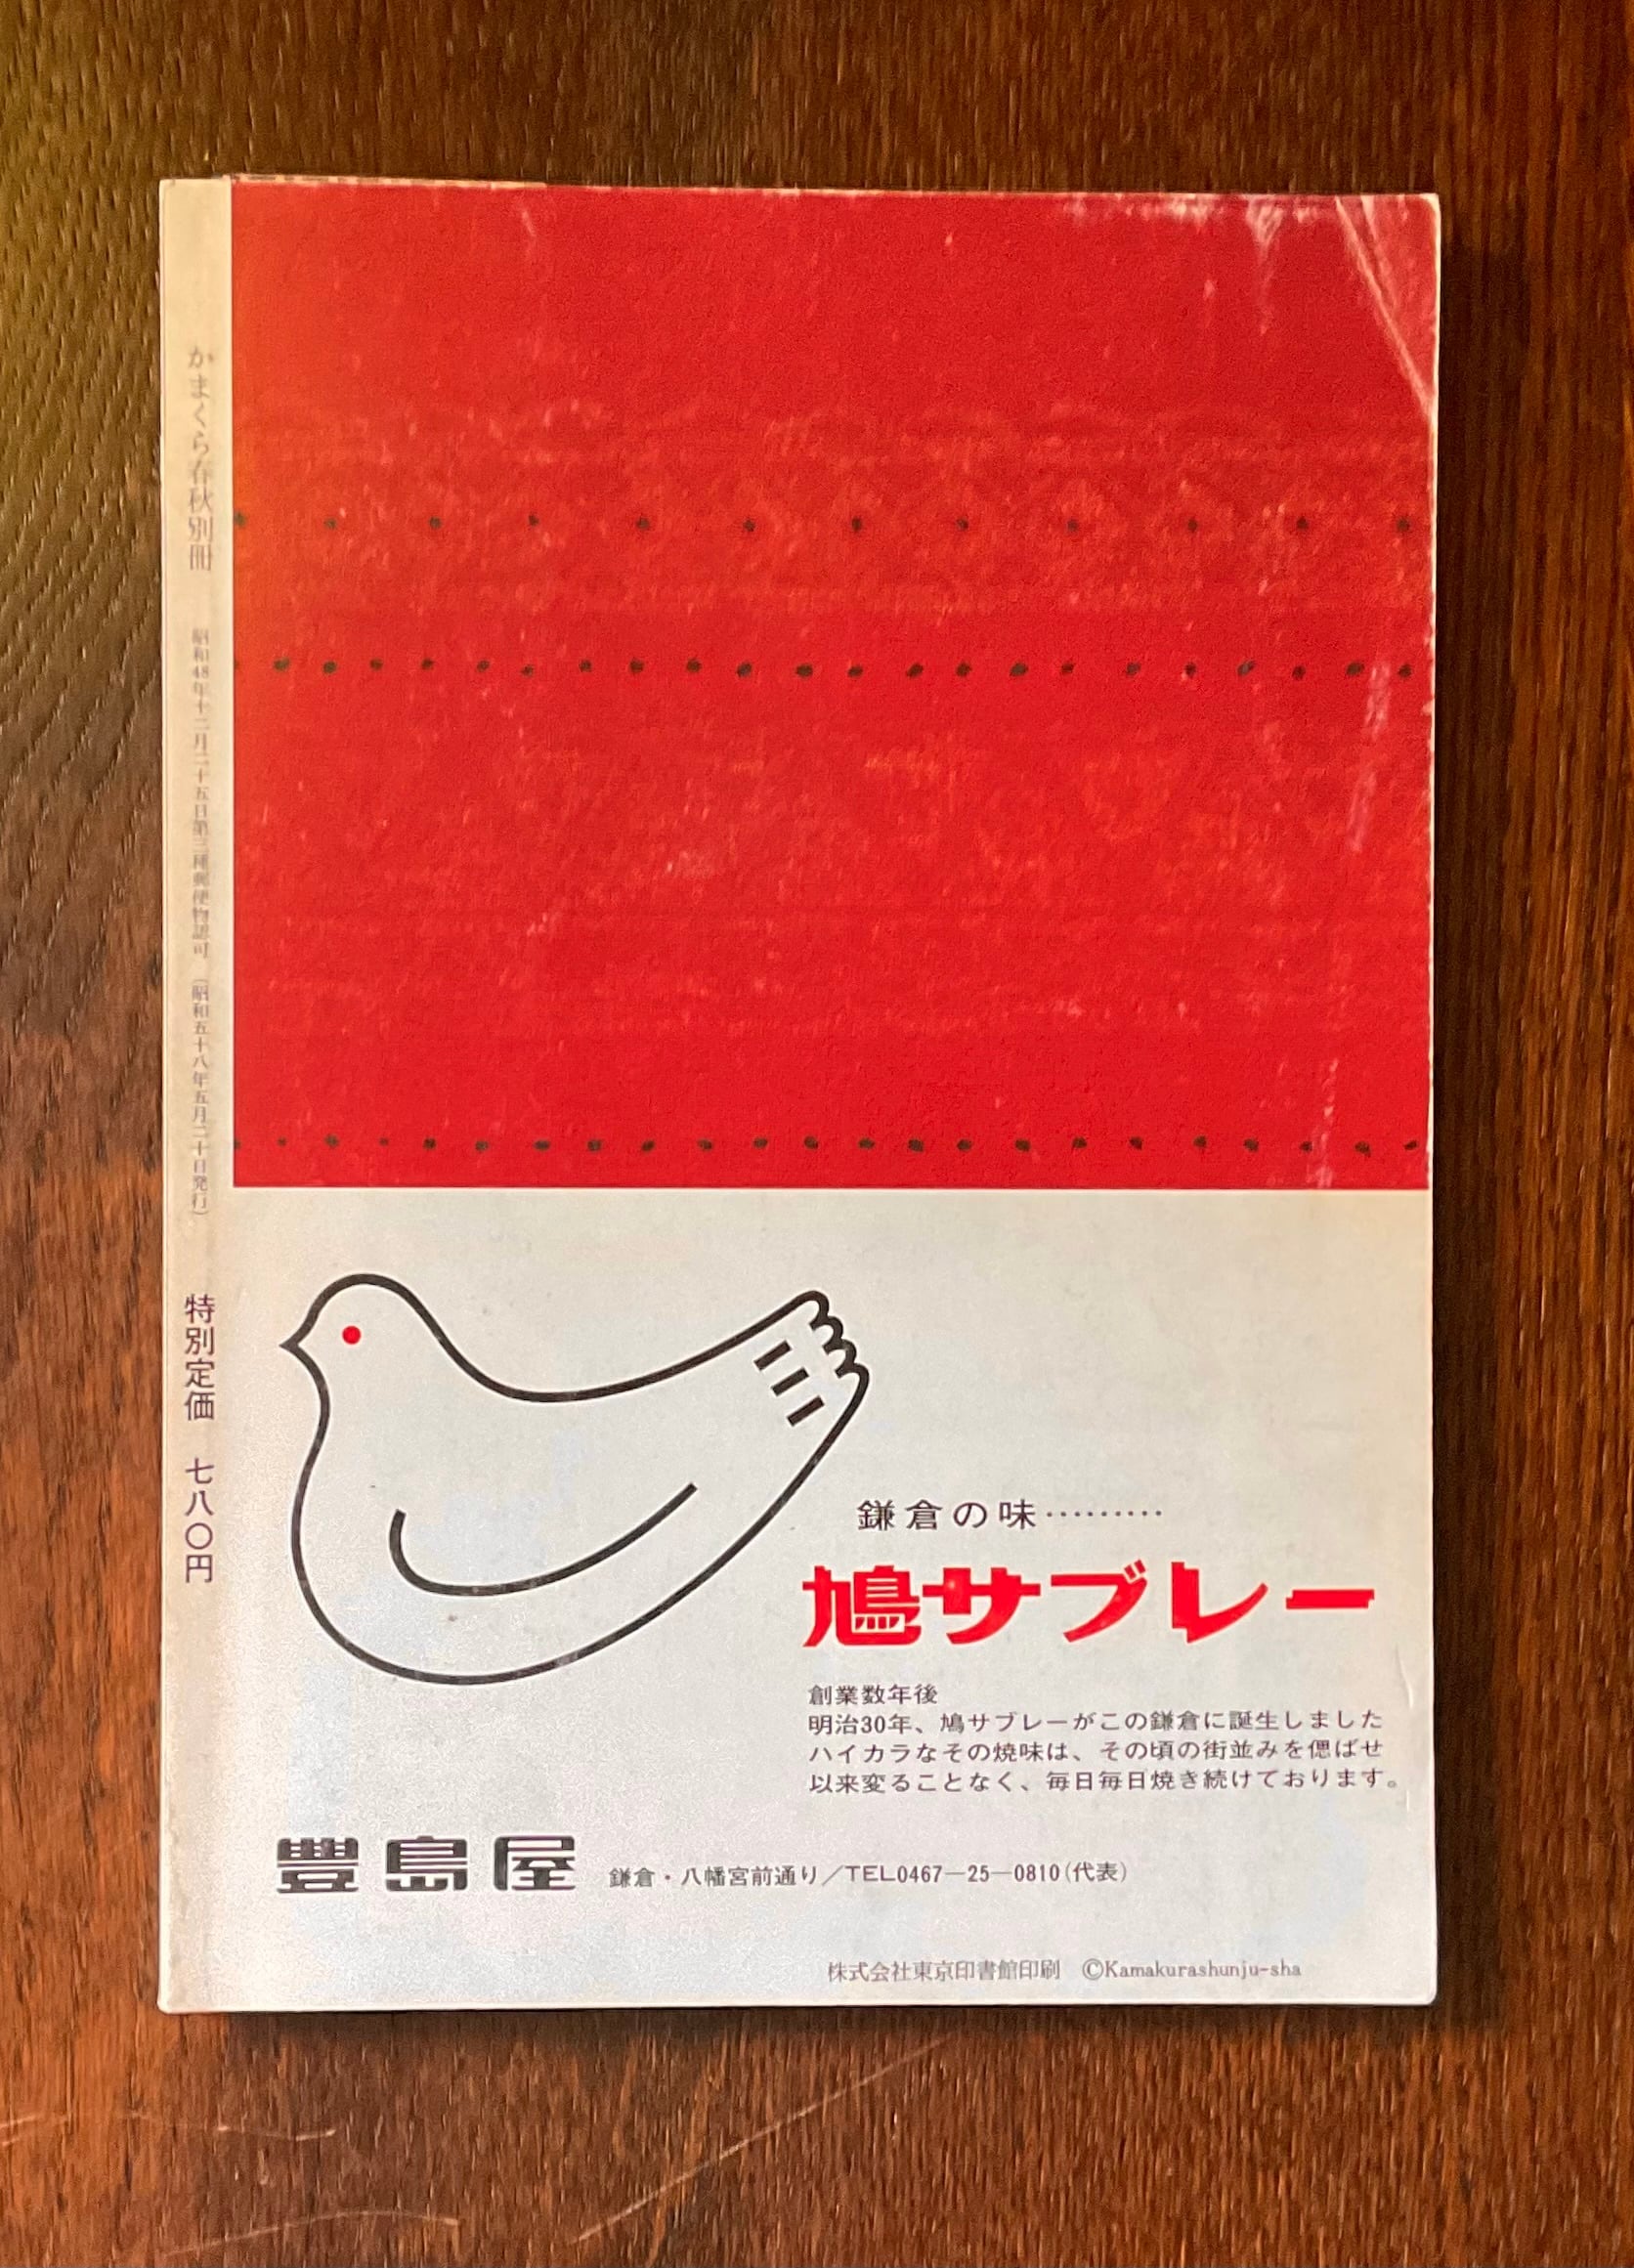 かまくら春秋別冊
昭和48年十二月二十五日第三種郵便物認可 (昭和五十八年五月二十日発行)
特別定価 七八〇円
鎌倉の味………
鳩サブレー
創業数年後
明治30年、鳩サブレーがこの鎌倉に誕生しました
ハイカラなその焼味は、その頃の街並みを偲ばせ
以来変ることなく、毎日毎日焼き続けております。
豊島屋 鎌倉・八幡宮前通り／TEL0467—25—0810(代表)
株式会社東京印書館印刷 ©Kamakurashunju-sha